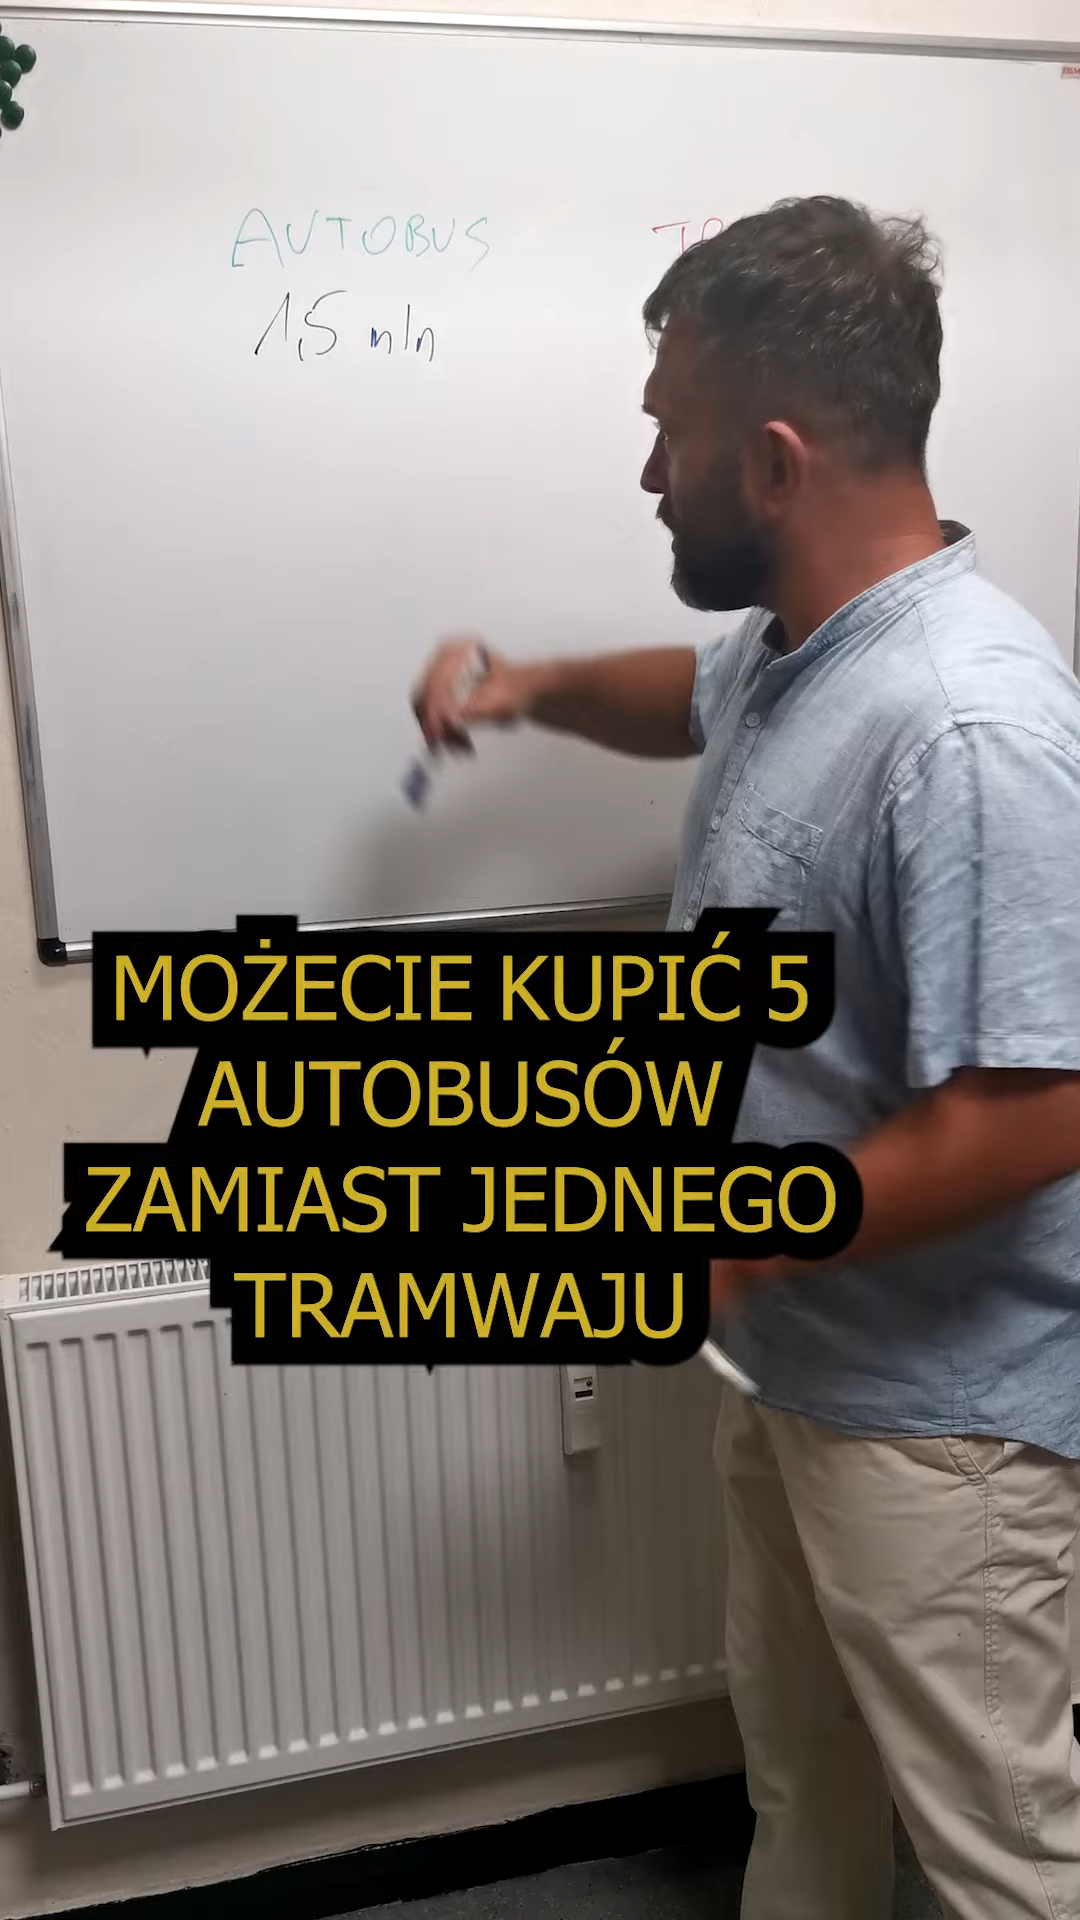 AUTOBUS
1,5 mln
MOŻECIE KUPIĆ 5
AUTOBUSÓW
ZAMIAST JEDNEGO
TRAMWAJU